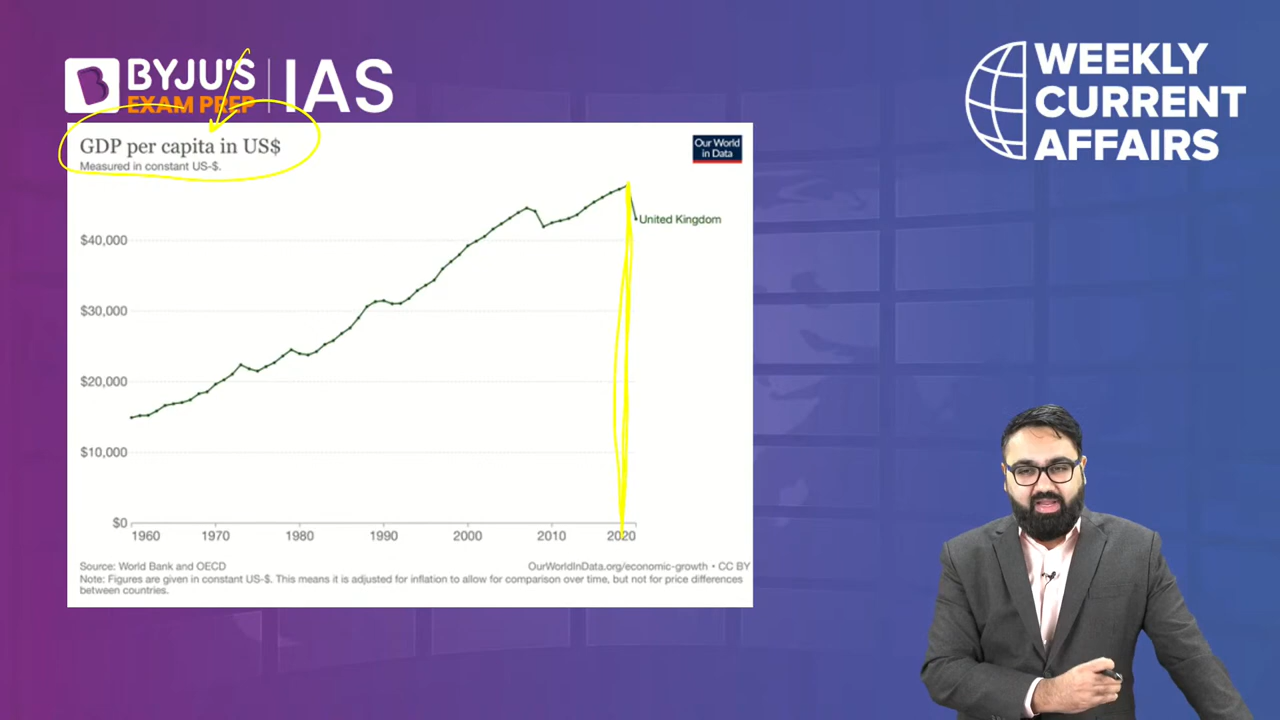 BYJU'S
EXAM PREP
IAS
WEEKLY
CURRENT
AFFAIRS
GDP per capita in US$
Measured in constant US-$.
Our World
in Data
United Kingdom
$40,000
$30,000
$20,000
$10,000
$0
1960 1970 1980 1990 2000 2010 2020
Source: World Bank and OECD
OurWorldInData.org/economic-growth • CC BY
Note: Figures are given in constant US-$. This means it is adjusted for inflation to allow for comparison over time, but not for price differences
between countries.